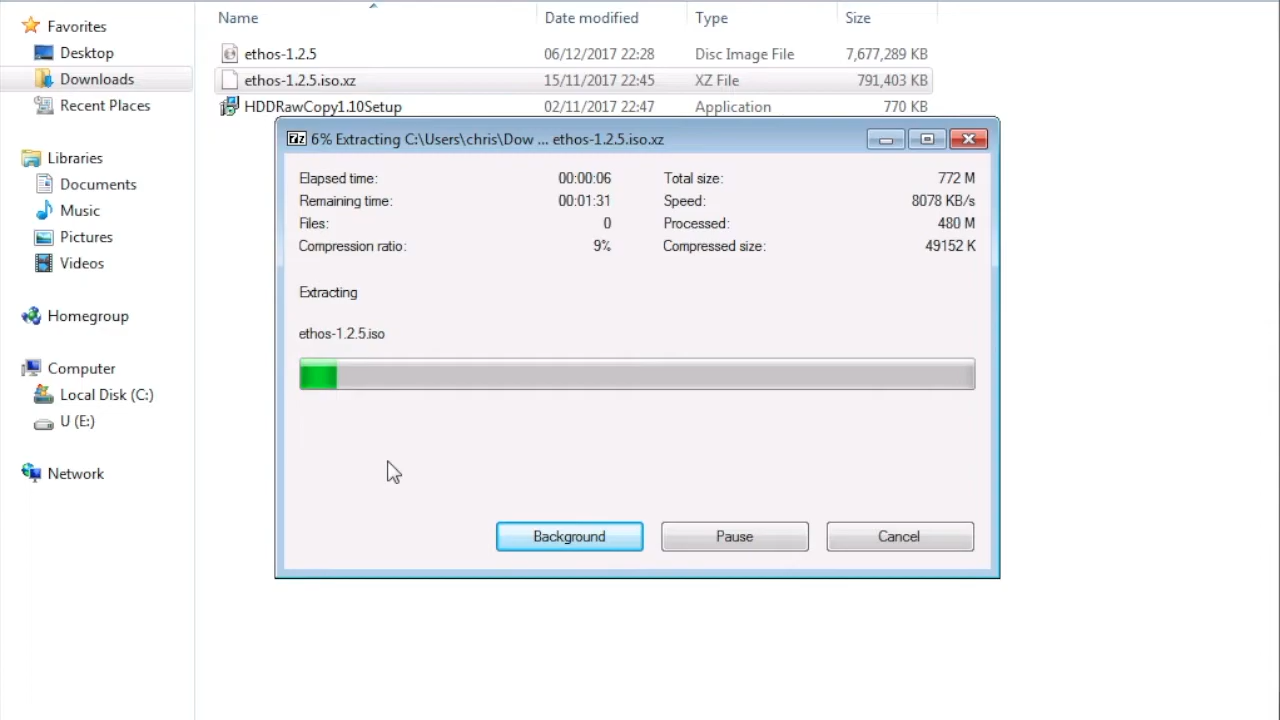 Favorites
Desktop
Downloads
Recent Places
Libraries
Documents
Music
Pictures
Videos
Homegroup
Computer
Local Disk (C:)
U (E:)
Network
Name Date modified Type Size
ethos-1.2.5 06/12/2017 22:28 Disc Image File 7,677,289 KB
ethos-1.2.5.iso.xz 15/11/2017 22:45 XZ File 791,403 KB
HDDRawCopy1.10Setup 02/11/2017 22:47 Application 770 KB
7z 6% Extracting C:\Users\chris\Dow ... ethos-1.2.5.iso.xz
Elapsed time: 00:00:06 Total size: 772 M
Remaining time: 00:01:31 Speed: 8078 KB/s
Files: 0 Processed: 480 M
Compression ratio: 9% Compressed size: 49152 K
Extracting
ethos-1.2.5.iso
Background Pause Cancel